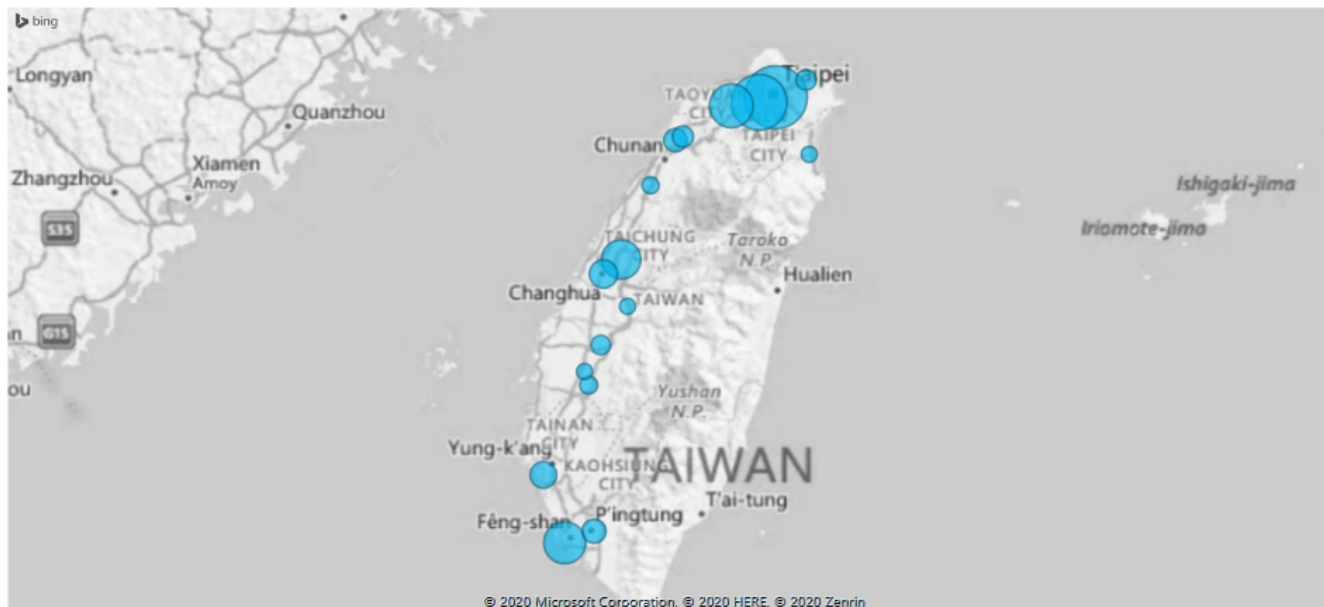 bing
Longyan
Quanzhou
Xiamen
Amoy
Zhangzhou
S35
G15
ou
Taipei
TAOYUA
CITY
TAIPEI
CITY
Chunan
Ishigaki-jima
Iriomote-jima
TAICHUNG
CITY
Taroko
N.P.
Hualien
Changhua
TAIWAN
Yushan
N.P.
TAINAN
CITY
Yung-k'ang
KAOHSIUNG
CITY
TAIWAN
T'ai-tung
P'ingtung
Fêng-shan
© 2020 Microsoft Corporation, © 2020 HERE, © 2020 Zenrin